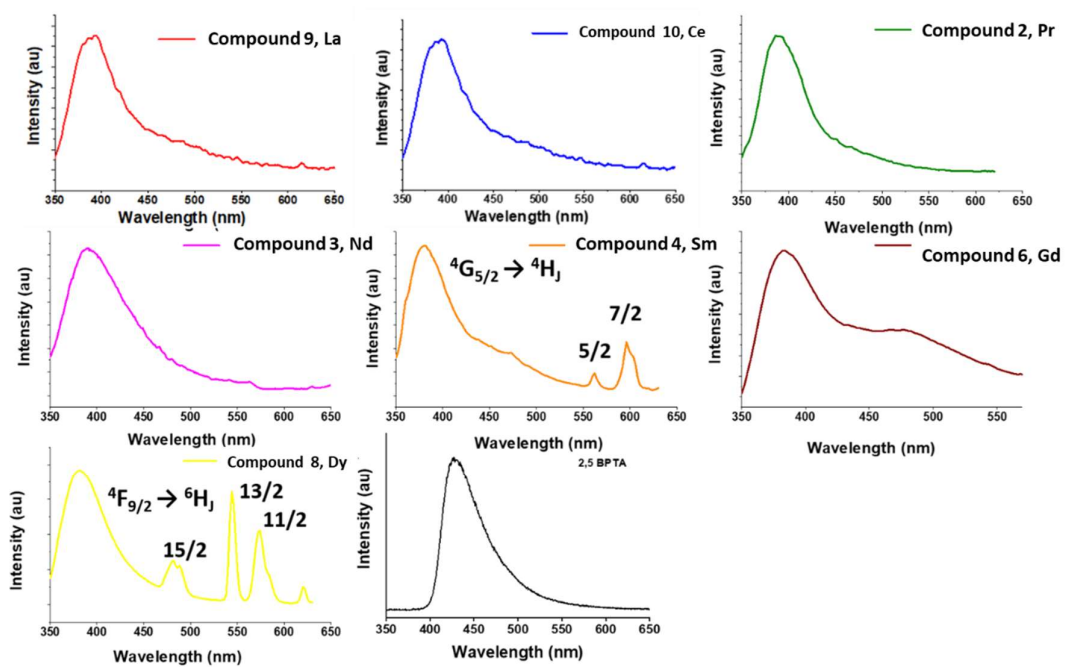 Compound 9, La
Intensity (au)
350 400 450 500 550 600 650
Wavelength (nm)
Compound 10, Ce
Intensity (au)
350 400 450 500 550 600 650
Wavelength (nm)
Compound 2, Pr
Intensity (au)
350 400 450 500 550 600 650
Wavelength (nm)
Compound 3, Nd
Intensity (au)
350 400 450 500 550 600 650
Wavelength (nm)
Compound 4, Sm
⁴G₅/₂ → ⁴H_J
7/2
5/2
Intensity (au)
350 400 450 500 550 600 650
Wavelength (nm)
Compound 6, Gd
Intensity (au)
350 400 450 500
Wavelength (nm)
Compound 8, Dy
⁴F₉/₂ → ⁶H_J
13/2
11/2
15/2
Intensity (au)
350 400 450 500 550 600 650
Wavelength (nm)
2,5 BPTA
Intensity (au)
350 400 450 500 550 600 650
Wavelength (nm)